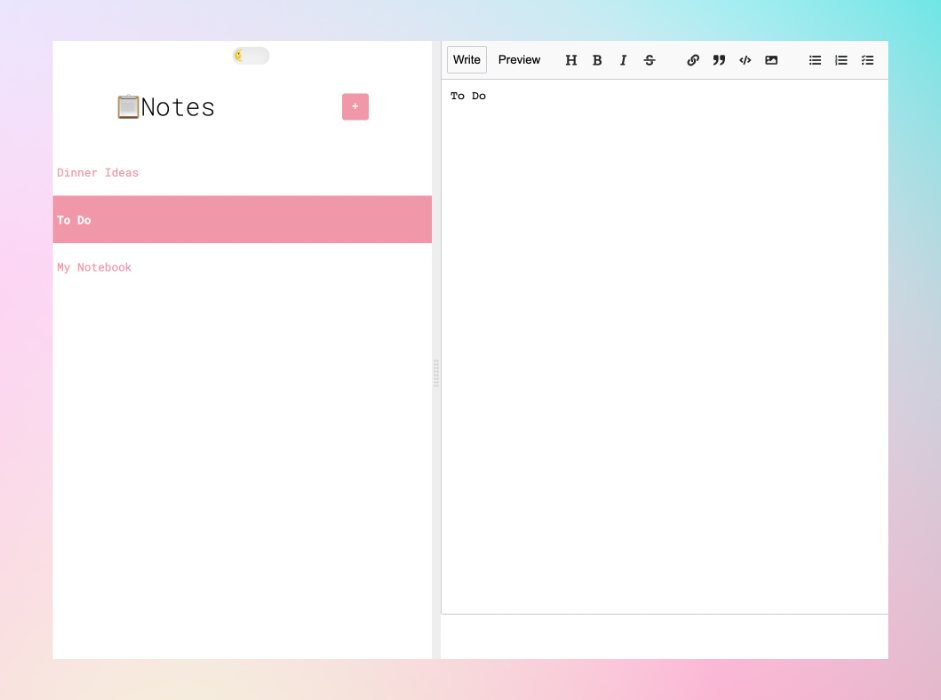 Notes
+
Dinner Ideas
To Do
My Notebook
Write Preview H B I S
To Do